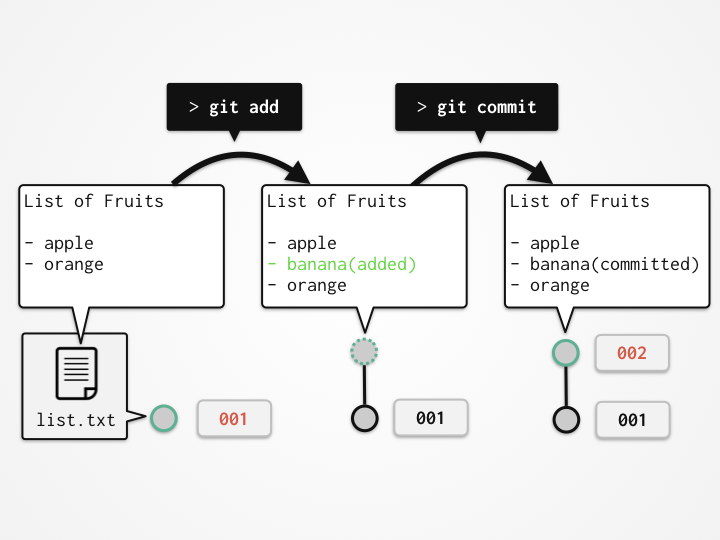 > git add
> git commit
List of Fruits
- apple
- orange
List of Fruits
- apple
- banana(added)
- orange
List of Fruits
- apple
- banana(committed)
- orange
list.txt
001
001
002
001